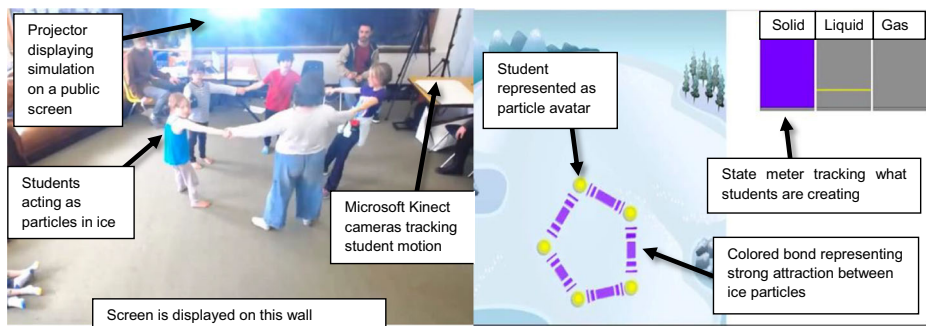 Projector
displaying
simulation
on a public
screen
Students
acting as
particles in ice
Microsoft Kinect
cameras tracking
student motion
Screen is displayed on this wall
Student
represented as
particle avatar
Solid
Liquid
Gas
State meter tracking what
students are creating
Colored bond representing
strong attraction between
ice particles